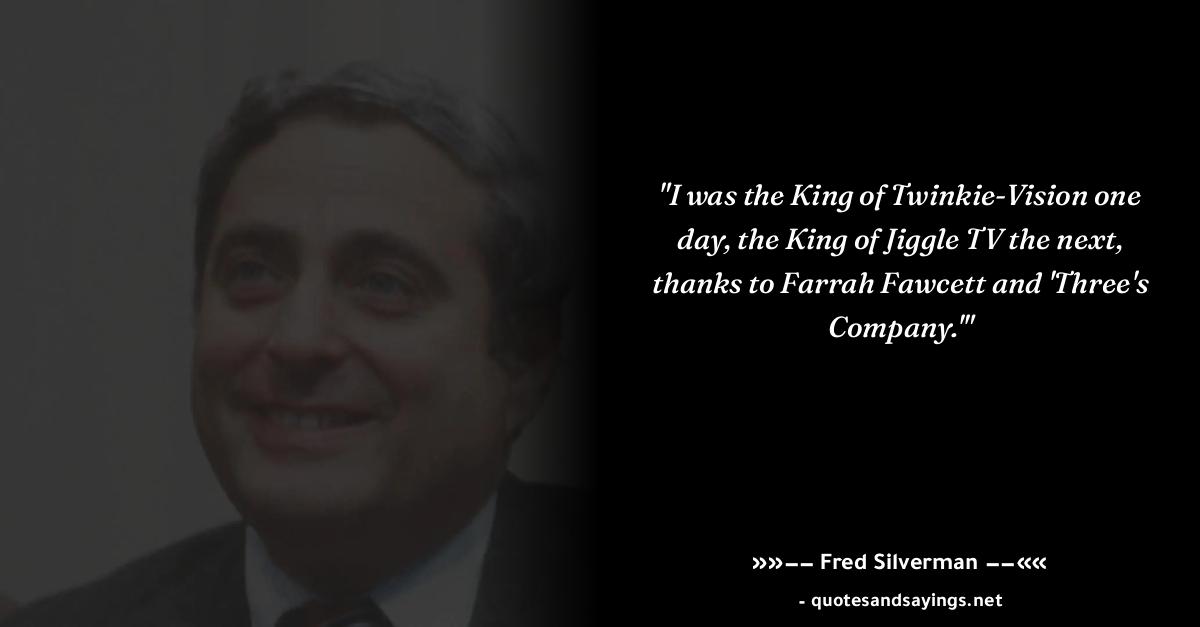 "I was the King of Twinkie-Vision one
day, the King of Jiggle TV the next,
thanks to Farrah Fawcett and 'Three's
Company.'"
»»−− Fred Silverman −−««
- quotesandsayings.net